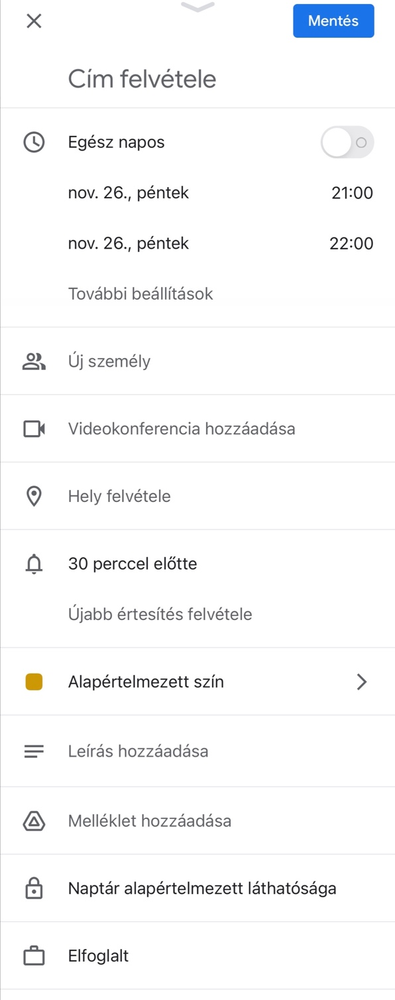 Mentés
Cím felvétele
Egész napos
nov. 26., péntek 21:00
nov. 26., péntek 22:00
További beállítások
Új személy
Videokonferencia hozzáadása
Hely felvétele
30 perccel előtte
Újabb értesítés felvétele
Alapértelmezett szín
Leírás hozzáadása
Melléklet hozzáadása
Naptár alapértelmezett láthatósága
Elfoglalt